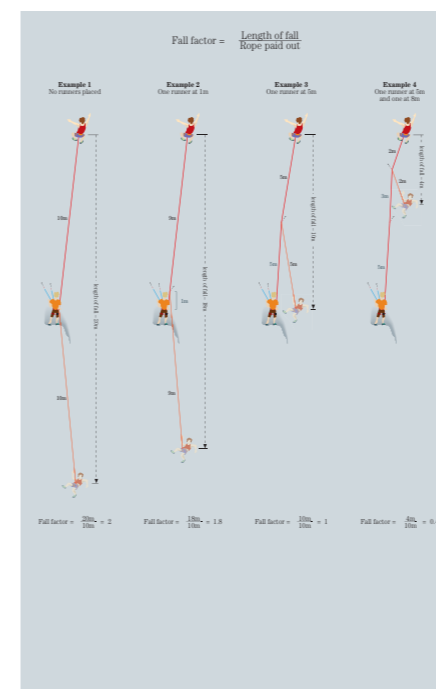 Fall factor =
Length of fall
Rope paid out
Example 1
No runners placed
10m
length of fall - 20m
10m
Fall factor = 20m
10m = 2
Example 2
One runner at 1m
9m
1m
length of fall - 18m
9m
Fall factor = 18m
10m = 1.8
Example 3
One runner at 5m
5m
length of fall - 10m
5m
5m
Fall factor = 10m
10m = 1
Example 4
One runner at 5m
and one at 8m
2m
length of fall - 4m
2m
3m
5m
Fall factor = 4m
10m